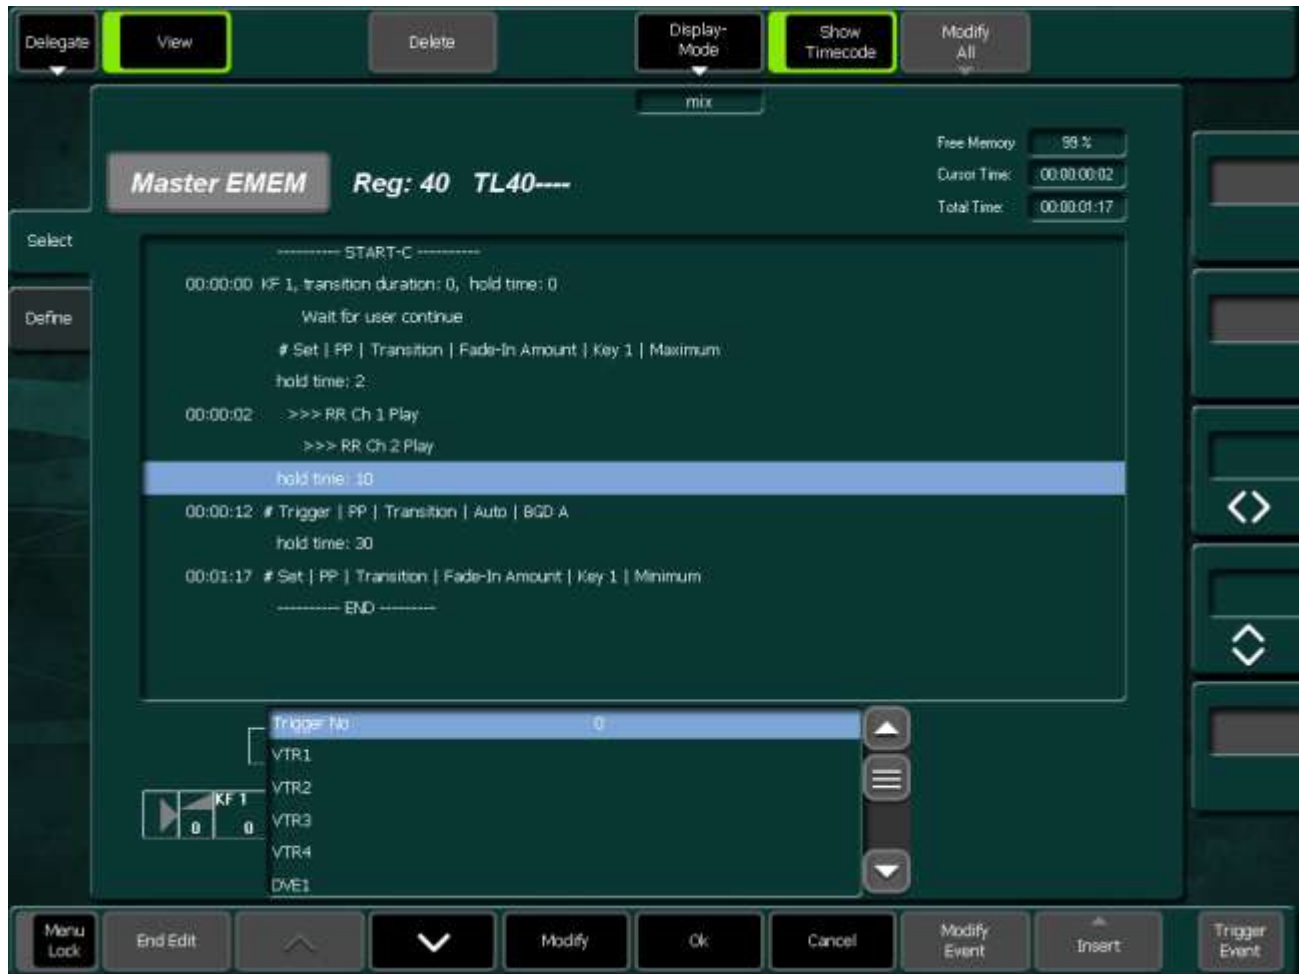 Delegate
View
Delete
Display-
Mode
Show
Timecode
Modify
All
mix
Free Memory 99 %
Master EMEM Reg: 40 TL40----
Cursor Time: 00:00:00:02
Total Time: 00:00:01:17
Select
Define
---------- START-C ----------
00:00:00 KF 1, transition duration: 0, hold time: 0
Wait for user continue
# Set | PP | Transition | Fade-In Amount | Key 1 | Maximum
hold time: 2
00:00:02 >>> RR Ch 1 Play
>>> RR Ch 2 Play
hold time: 10
00:00:12 # Trigger | PP | Transition | Auto | BGD A
hold time: 30
00:01:17 # Set | PP | Transition | Fade-In Amount | Key 1 | Minimum
---------- END ---------
Trigger No 0
VTR1
VTR2
VTR3
VTR4
DVE1
KF 1
0 0
Menu
Lock
End Edit
Modify
Ok
Cancel
Modify
Event
Insert
Trigger
Event